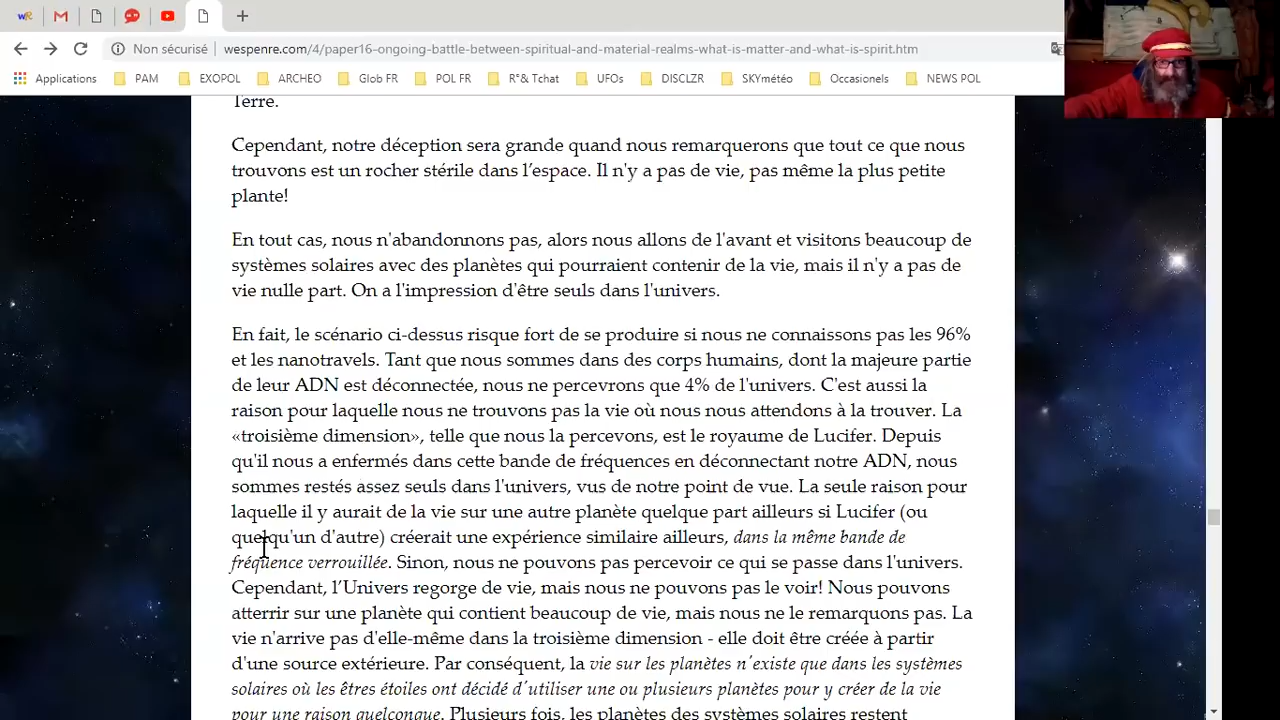 Non sécurisé wespenre.com/4/paper16-ongoing-battle-between-spiritual-and-material-realms-what-is-matter-and-what-is-spirit.htm
Applications PAM EXOPOL ARCHEO Glob FR POL FR R°& Tchat UFOs DISCLZR SKYmétéo Occasionels NEWS POL
Terre.
Cependant, notre déception sera grande quand nous remarquerons que tout ce que nous
trouvons est un rocher stérile dans l’espace. Il n'y a pas de vie, pas même la plus petite
plante!
En tout cas, nous n'abandonnons pas, alors nous allons de l'avant et visitons beaucoup de
systèmes solaires avec des planètes qui pourraient contenir de la vie, mais il n'y a pas de
vie nulle part. On a l'impression d'être seuls dans l'univers.
En fait, le scénario ci-dessus risque fort de se produire si nous ne connaissons pas les 96%
et les nanotravels. Tant que nous sommes dans des corps humains, dont la majeure partie
de leur ADN est déconnectée, nous ne percevrons que 4% de l'univers. C'est aussi la
raison pour laquelle nous ne trouvons pas la vie où nous nous attendons à la trouver. La
«troisième dimension», telle que nous la percevons, est le royaume de Lucifer. Depuis
qu'il nous a enfermés dans cette bande de fréquences en déconnectant notre ADN, nous
sommes restés assez seuls dans l'univers, vus de notre point de vue. La seule raison pour
laquelle il y aurait de la vie sur une autre planète quelque part ailleurs si Lucifer (ou
quelqu'un d'autre) créerait une expérience similaire ailleurs, dans la même bande de
fréquence verrouillée. Sinon, nous ne pouvons pas percevoir ce qui se passe dans l'univers.
Cependant, l’Univers regorge de vie, mais nous ne pouvons pas le voir! Nous pouvons
atterrir sur une planète qui contient beaucoup de vie, mais nous ne le remarquons pas. La
vie n'arrive pas d'elle-même dans la troisième dimension - elle doit être créée à partir
d'une source extérieure. Par conséquent, la vie sur les planètes n´existe que dans les systèmes
solaires où les êtres étoiles ont décidé d´utiliser une ou plusieurs planètes pour y créer de la vie
pour une raison quelconque. Plusieurs fois, les planètes des systèmes solaires restent